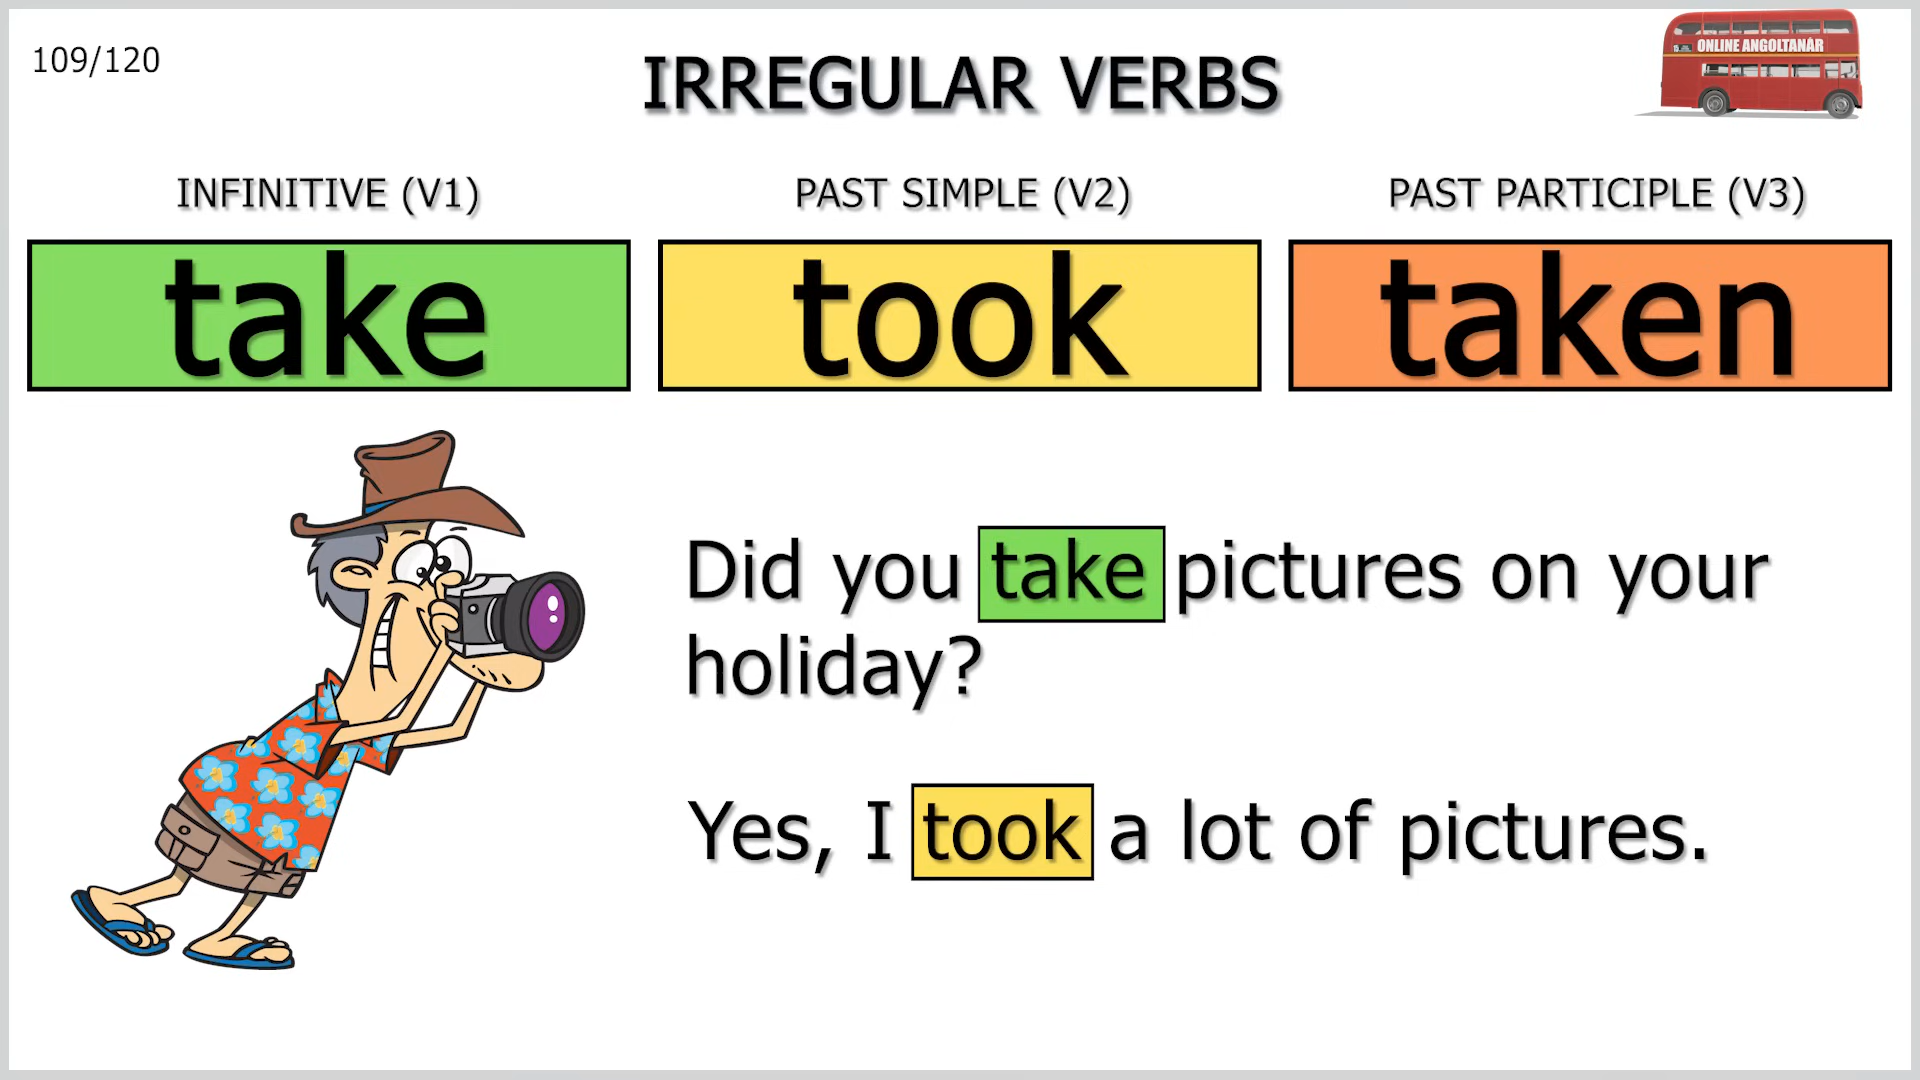 109/120
IRREGULAR VERBS
ONLINE ANGOLTANÁR
INFINITIVE (V1) PAST SIMPLE (V2) PAST PARTICIPLE (V3)
take took taken
Did you take pictures on your
holiday?
Yes, I took a lot of pictures.